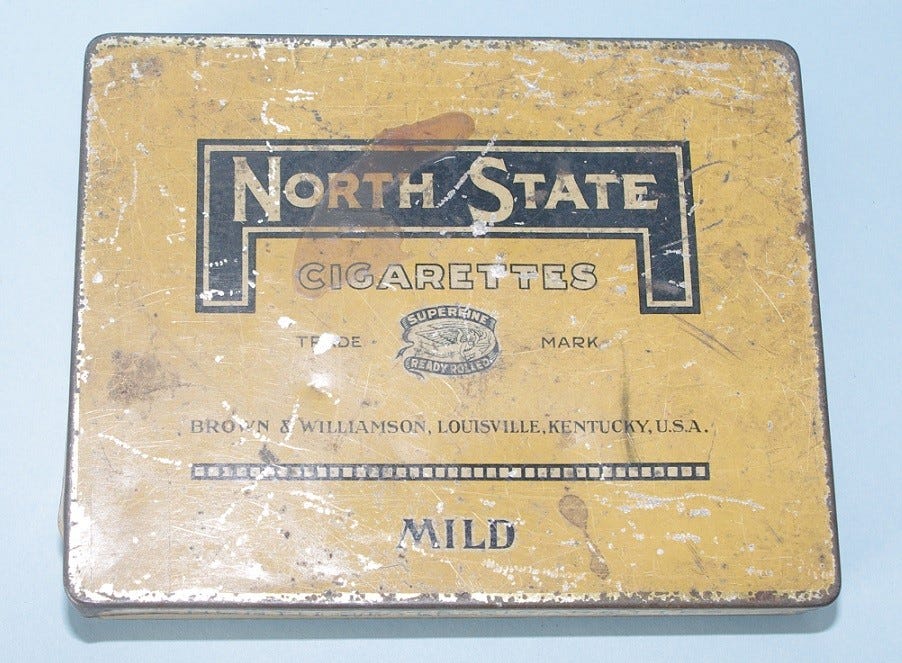 NORTH STATE
CIGARETTES
SUPERFINE
TRADE MARK
READY ROLLED
BROWN & WILLIAMSON, LOUISVILLE, KENTUCKY, U.S.A.
MILD